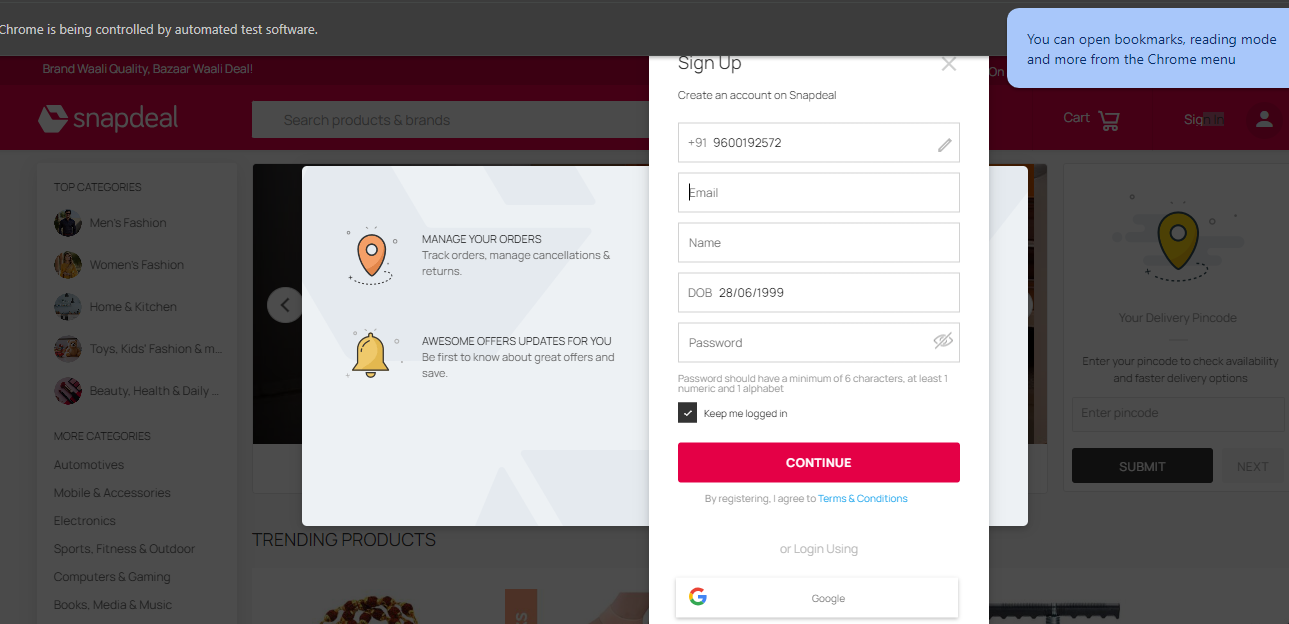 Chrome is being controlled by automated test software.
You can open bookmarks, reading mode
and more from the Chrome menu
Brand Waali Quality, Bazaar Waali Deal!
On
snapdeal
Search products & brands
Cart
Sign In
Sign Up
Create an account on Snapdeal
+91 9600192572
Email
Name
DOB 28/06/1999
Password
Password should have a minimum of 6 characters, at least 1
numeric and 1 alphabet
Keep me logged in
CONTINUE
By registering, I agree to Terms & Conditions
or Login Using
Google
MANAGE YOUR ORDERS
Track orders, manage cancellations &
returns.
AWESOME OFFERS UPDATES FOR YOU
Be first to know about great offers and
save.
TOP CATEGORIES
Men's Fashion
Women's Fashion
Home & Kitchen
Toys, Kids' Fashion & m...
Beauty, Health & Daily ...
MORE CATEGORIES
Automotives
Mobile & Accessories
Electronics
Sports, Fitness & Outdoor
Computers & Gaming
Books, Media & Music
TRENDING PRODUCTS
Your Delivery Pincode
Enter your pincode to check availability
and faster delivery options
Enter pincode
SUBMIT
NEXT